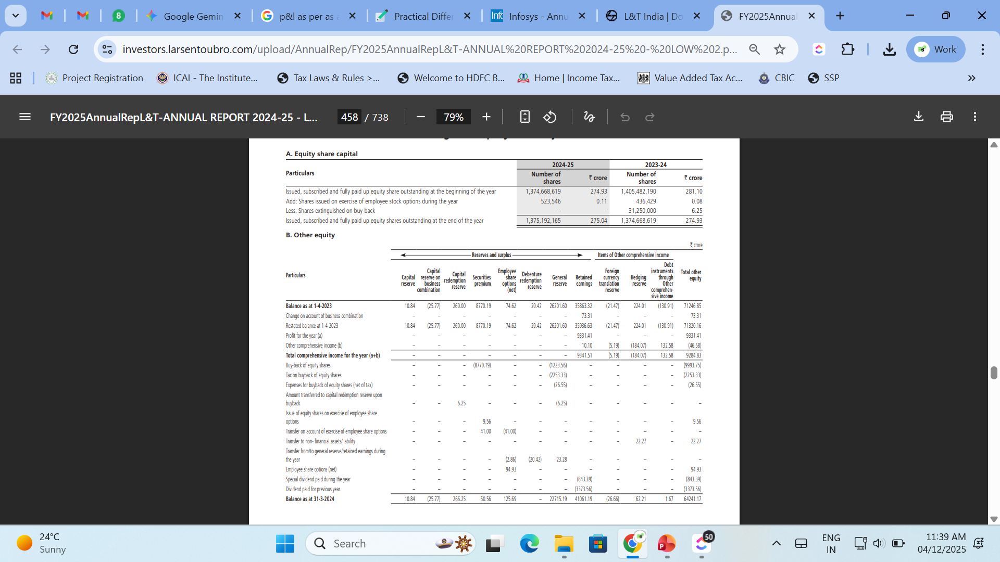 8
Google Gemin
p&l as per as
Practical Differ
Infosys - Annu
L&T India | Do
FY2025Annual
investors.larsentoubro.com/upload/AnnualRep/FY2025AnnualRepL&T-ANNUAL%20REPORT%202024-25%20-%20LOW%202.p...
Work
Project Registration
ICAI - The Institute...
Tax Laws & Rules >...
Welcome to HDFC B...
Home | Income Tax...
Value Added Tax Ac...
CBIC
SSP
FY2025AnnualRepL&T-ANNUAL REPORT 2024-25 - L...
458 / 738
79%
A. Equity share capital
Particulars 2024-25 2023-24
Number of shares ₹ crore Number of shares ₹ crore
Issued, subscribed and fully paid up equity share outstanding at the beginning of the year 1,374,668,619 274.93 1,405,482,190 281.10
Add: Shares issued on exercise of employee stock options during the year 523,546 0.11 436,429 0.08
Less: Shares extinguished on buy-back – – 31,250,000 6.25
Issued, subscribed and fully paid up equity shares outstanding at the end of the year 1,375,192,165 275.04 1,374,668,619 274.93
B. Other equity
₹ crore
Reserves and surplus Items of Other comprehensive income
Particulars Capital reserve Capital reserve on business combination Capital redemption reserve Securities premium Employee share options (net) Debenture redemption reserve General reserve Retained earnings Foreign currency translation reserve Hedging reserve Debt instruments through Other comprehen-sive income Total other equity
Balance as at 1-4-2023 10.84 (25.77) 260.00 8770.19 74.62 20.42 26201.60 35863.32 (21.47) 224.01 (130.91) 71246.85
Change on account of business combination – – – – – – – 73.31 – – – 73.31
Restated balance at 1-4-2023 10.84 (25.77) 260.00 8770.19 74.62 20.42 26201.60 35936.63 (21.47) 224.01 (130.91) 71320.16
Profit for the year (a) – – – – – – – 9331.41 – – – 9331.41
Other comprehensive income (b) – – – – – – – 10.10 (5.19) (184.07) 132.58 (46.58)
Total comprehensive income for the year (a+b) – – – – – – – 9341.51 (5.19) (184.07) 132.58 9284.83
Buy-back of equity shares – – – (8770.19) – – (1223.56) – – – – (9993.75)
Tax on buyback of equity shares – – – – – – (2253.33) – – – – (2253.33)
Expenses for buyback of equity shares (net of tax) – – – – – – (26.55) – – – – (26.55)
Amount transferred to capital redemption reserve upon
buyback – – 6.25 – – – (6.25) – – – – –
Issue of equity shares on exercise of employee share
options – – – 9.56 – – – – – – – 9.56
Transfer on account of exercise of employee share options – – – 41.00 (41.00) – – – – – – –
Transfer to non- financial assets/liability – – – – – – – – – 22.27 – 22.27
Transfer from/to general reserve/retained earnings during
the year – – – – (2.86) (20.42) 23.28 – – – – –
Employee share options (net) – – – – 94.93 – – – – – – 94.93
Special dividend paid during the year – – – – – – – (843.39) – – – (843.39)
Dividend paid for previous year – – – – – – – (3373.56) – – – (3373.56)
Balance as at 31-3-2024 10.84 (25.77) 266.25 50.56 125.69 – 22715.19 41061.19 (26.66) 62.21 1.67 64241.17
24°C
Sunny
Search
50
ENG
IN
11:39 AM
04/12/2025